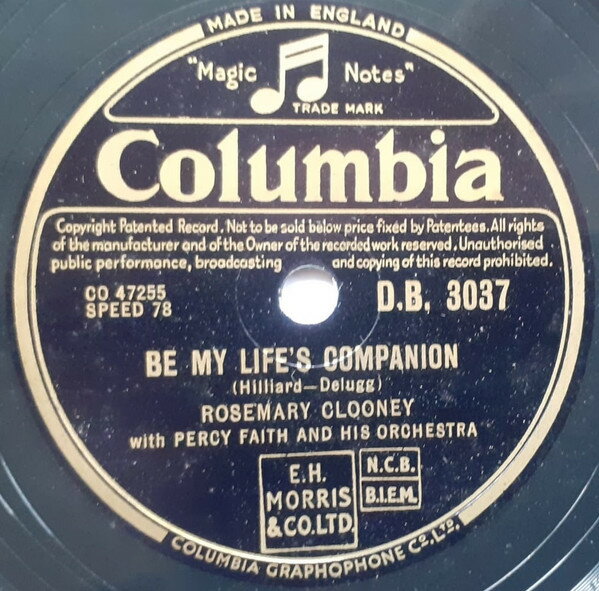 MADE IN ENGLAND
"Magic Notes"
TRADE MARK
Columbia
Copyright Patented Record. Not to be sold below price fixed by Patentees. All rights
of the manufacturer and of the Owner of the recorded work reserved. Unauthorised
public performance, broadcasting and copying of this record prohibited.
CO 47255
SPEED 78
D.B. 3037
BE MY LIFE'S COMPANION
(Hilliard—Delugg)
ROSEMARY CLOONEY
with PERCY FAITH AND HIS ORCHESTRA
E.H.
MORRIS
& CO. LTD.
N.C.B.
B.I.E.M.
COLUMBIA GRAPHOPHONE Co. LTD.